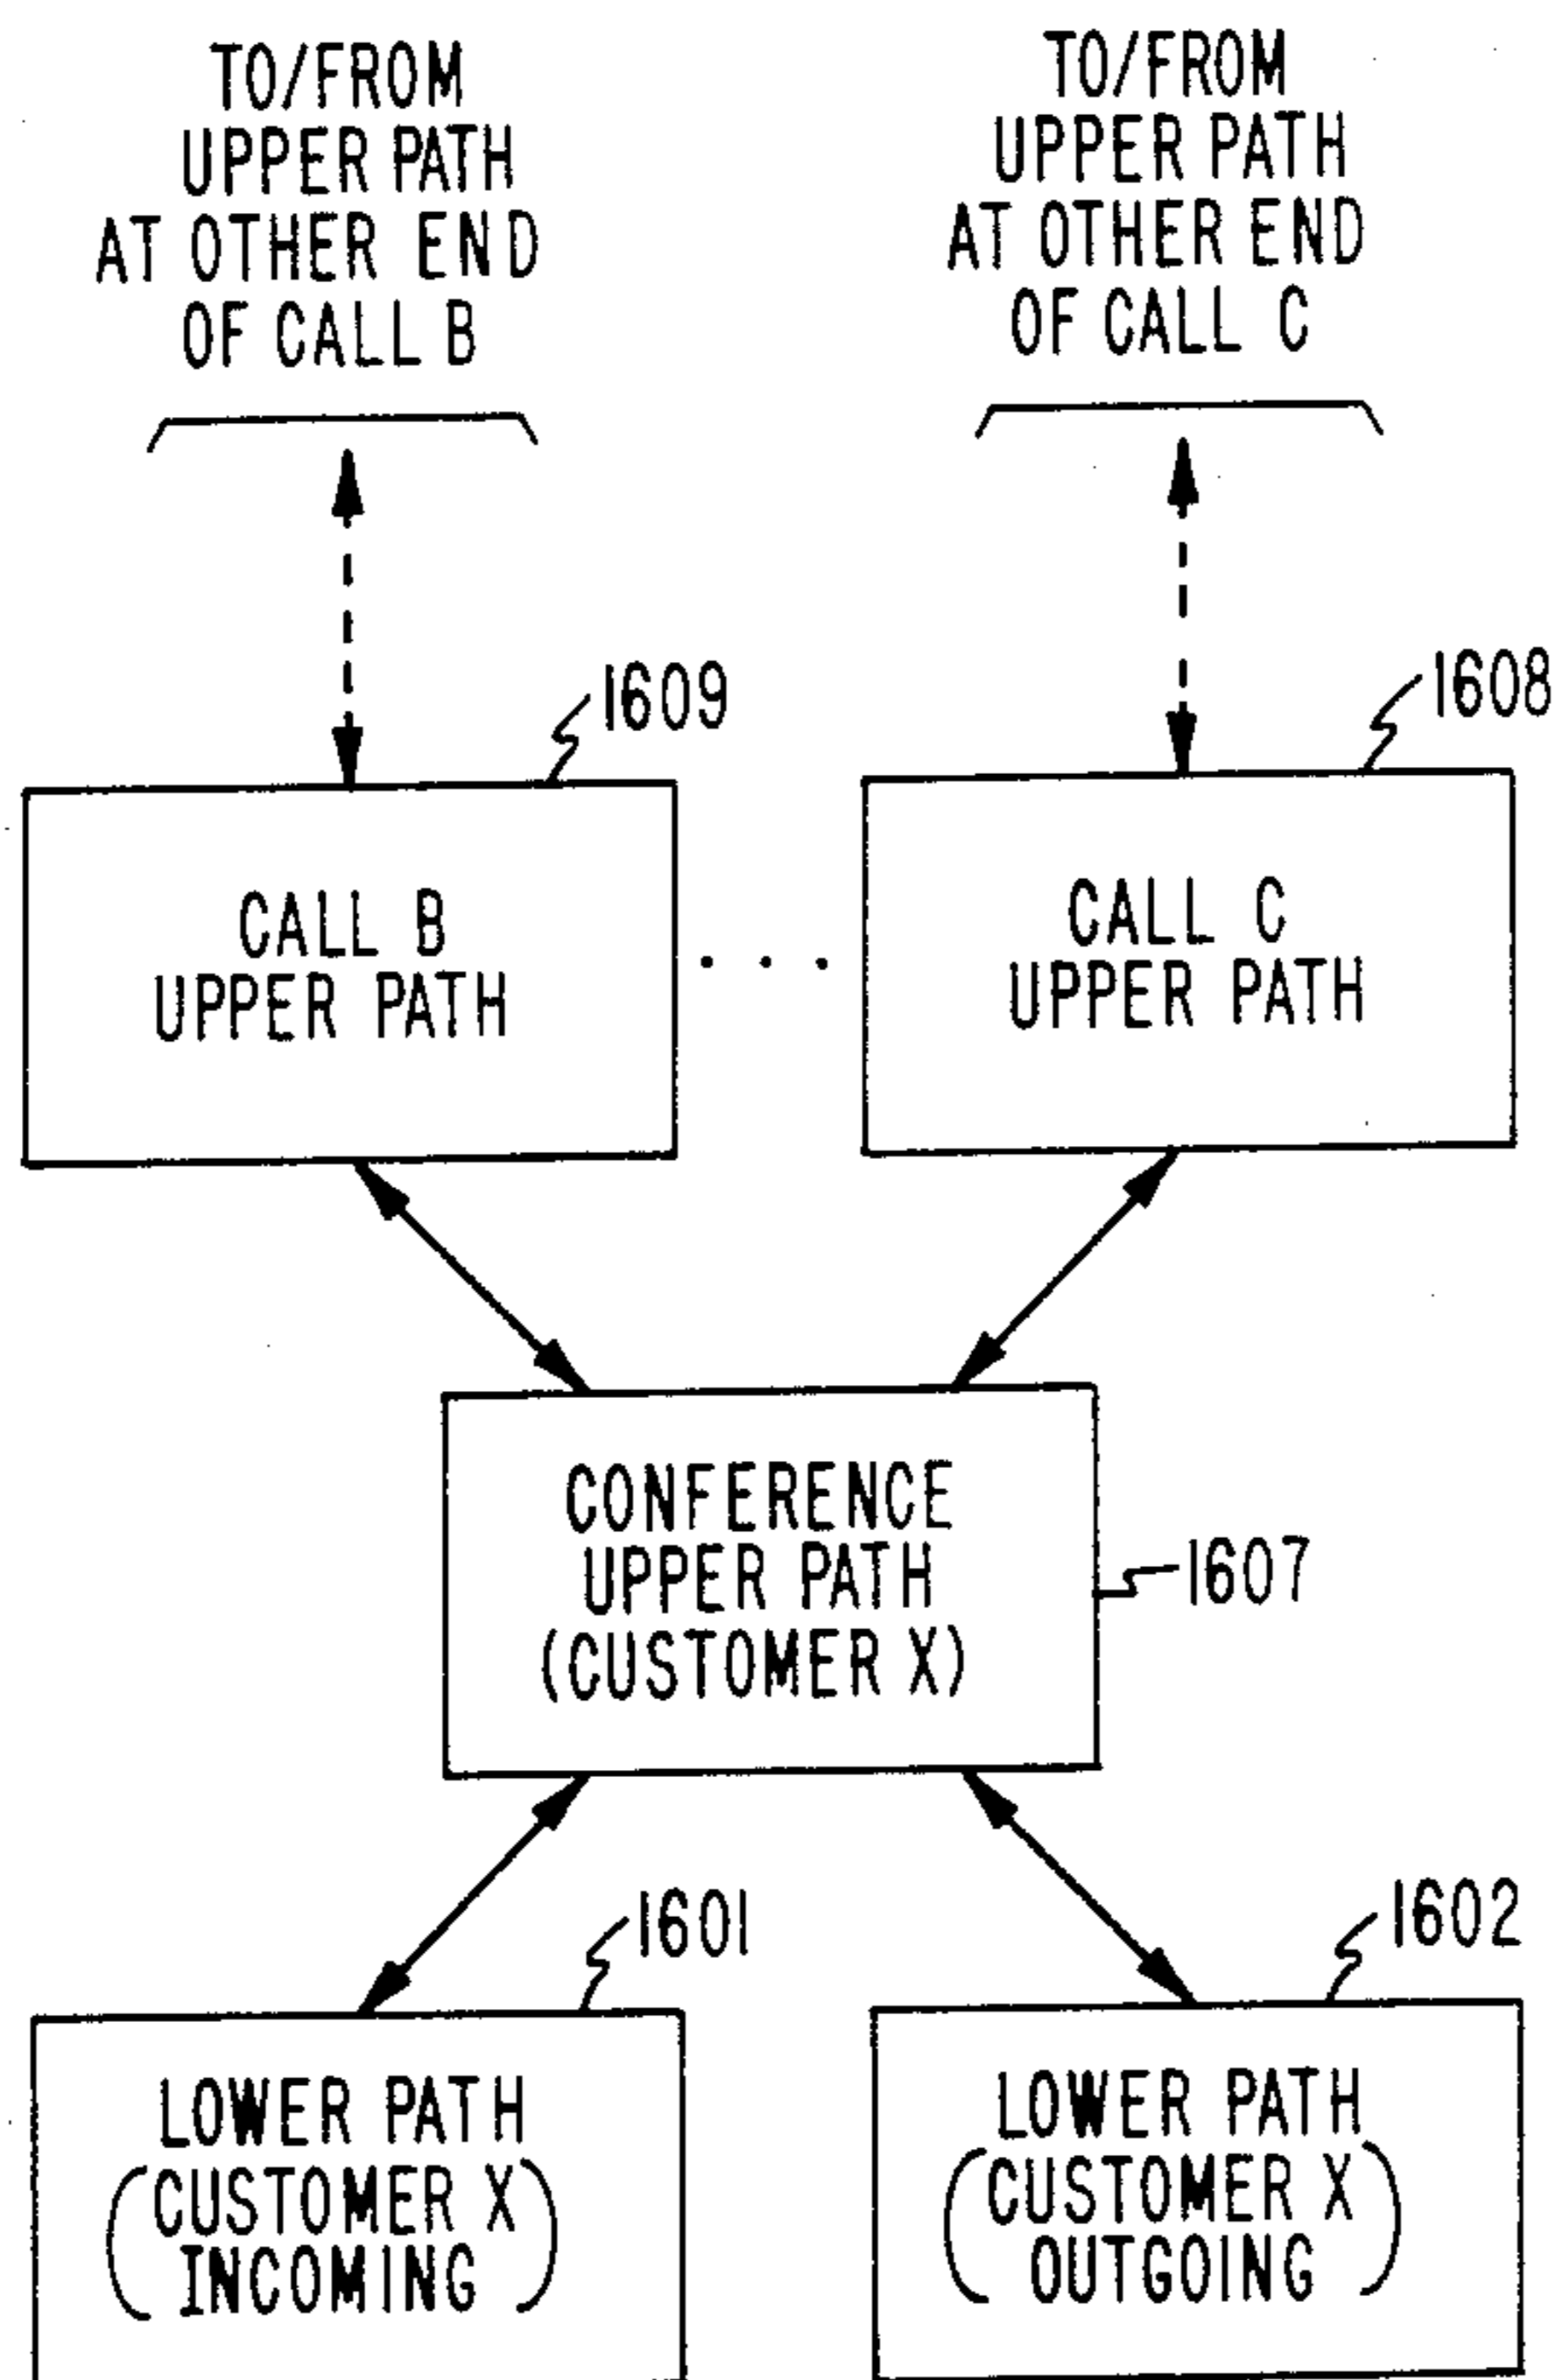 TO/FROM
UPPER PATH
AT OTHER END
OF CALL B
TO/FROM
UPPER PATH
AT OTHER END
OF CALL C
1609
1608
CALL B
UPPER PATH
. . .
CALL C
UPPER PATH
CONFERENCE
UPPER PATH
(CUSTOMER X)
1607
1601
1602
LOWER PATH
(CUSTOMER X
INCOMING)
LOWER PATH
(CUSTOMER X
OUTGOING)